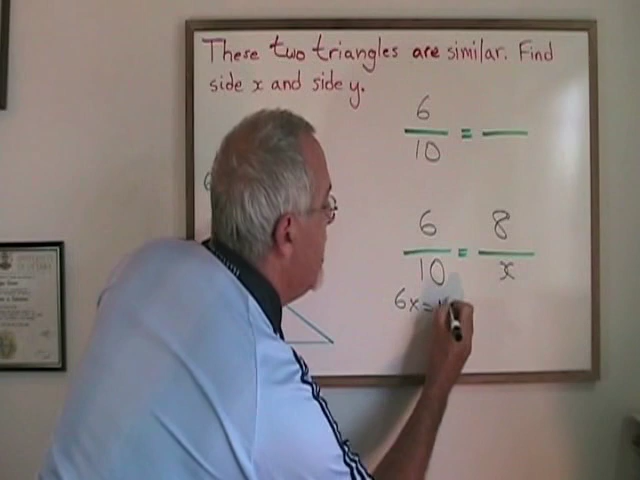 These two triangles are similar. Find
side x and side y.
6
10
=
6
10
=
8
x
6x=